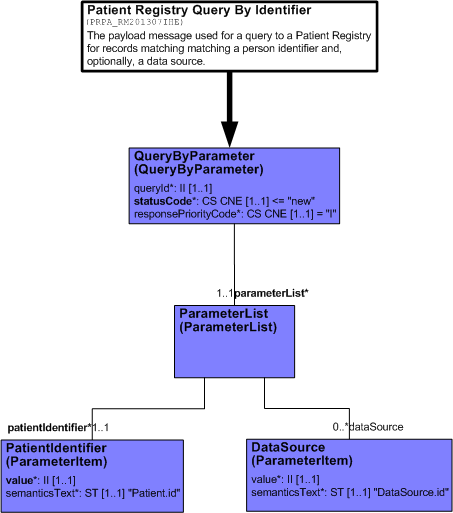 Patient Registry Query By Identifier
(PRPA_RM201307IHE)
The payload message used for a query to a Patient Registry
for records matching matching a person identifier and,
optionally, a data source.
QueryByParameter
(QueryByParameter)
queryId*: II [1..1]
statusCode*: CS CNE [1..1] <= "new"
responsePriorityCode*: CS CNE [1..1] = "I"
1..1parameterList*
ParameterList
(ParameterList)
patientIdentifier*1..1
0..*dataSource
PatientIdentifier
(ParameterItem)
value*: II [1..1]
semanticsText*: ST [1..1] "Patient.id"
DataSource
(ParameterItem)
value*: II [1..1]
semanticsText*: ST [1..1] "DataSource.id"